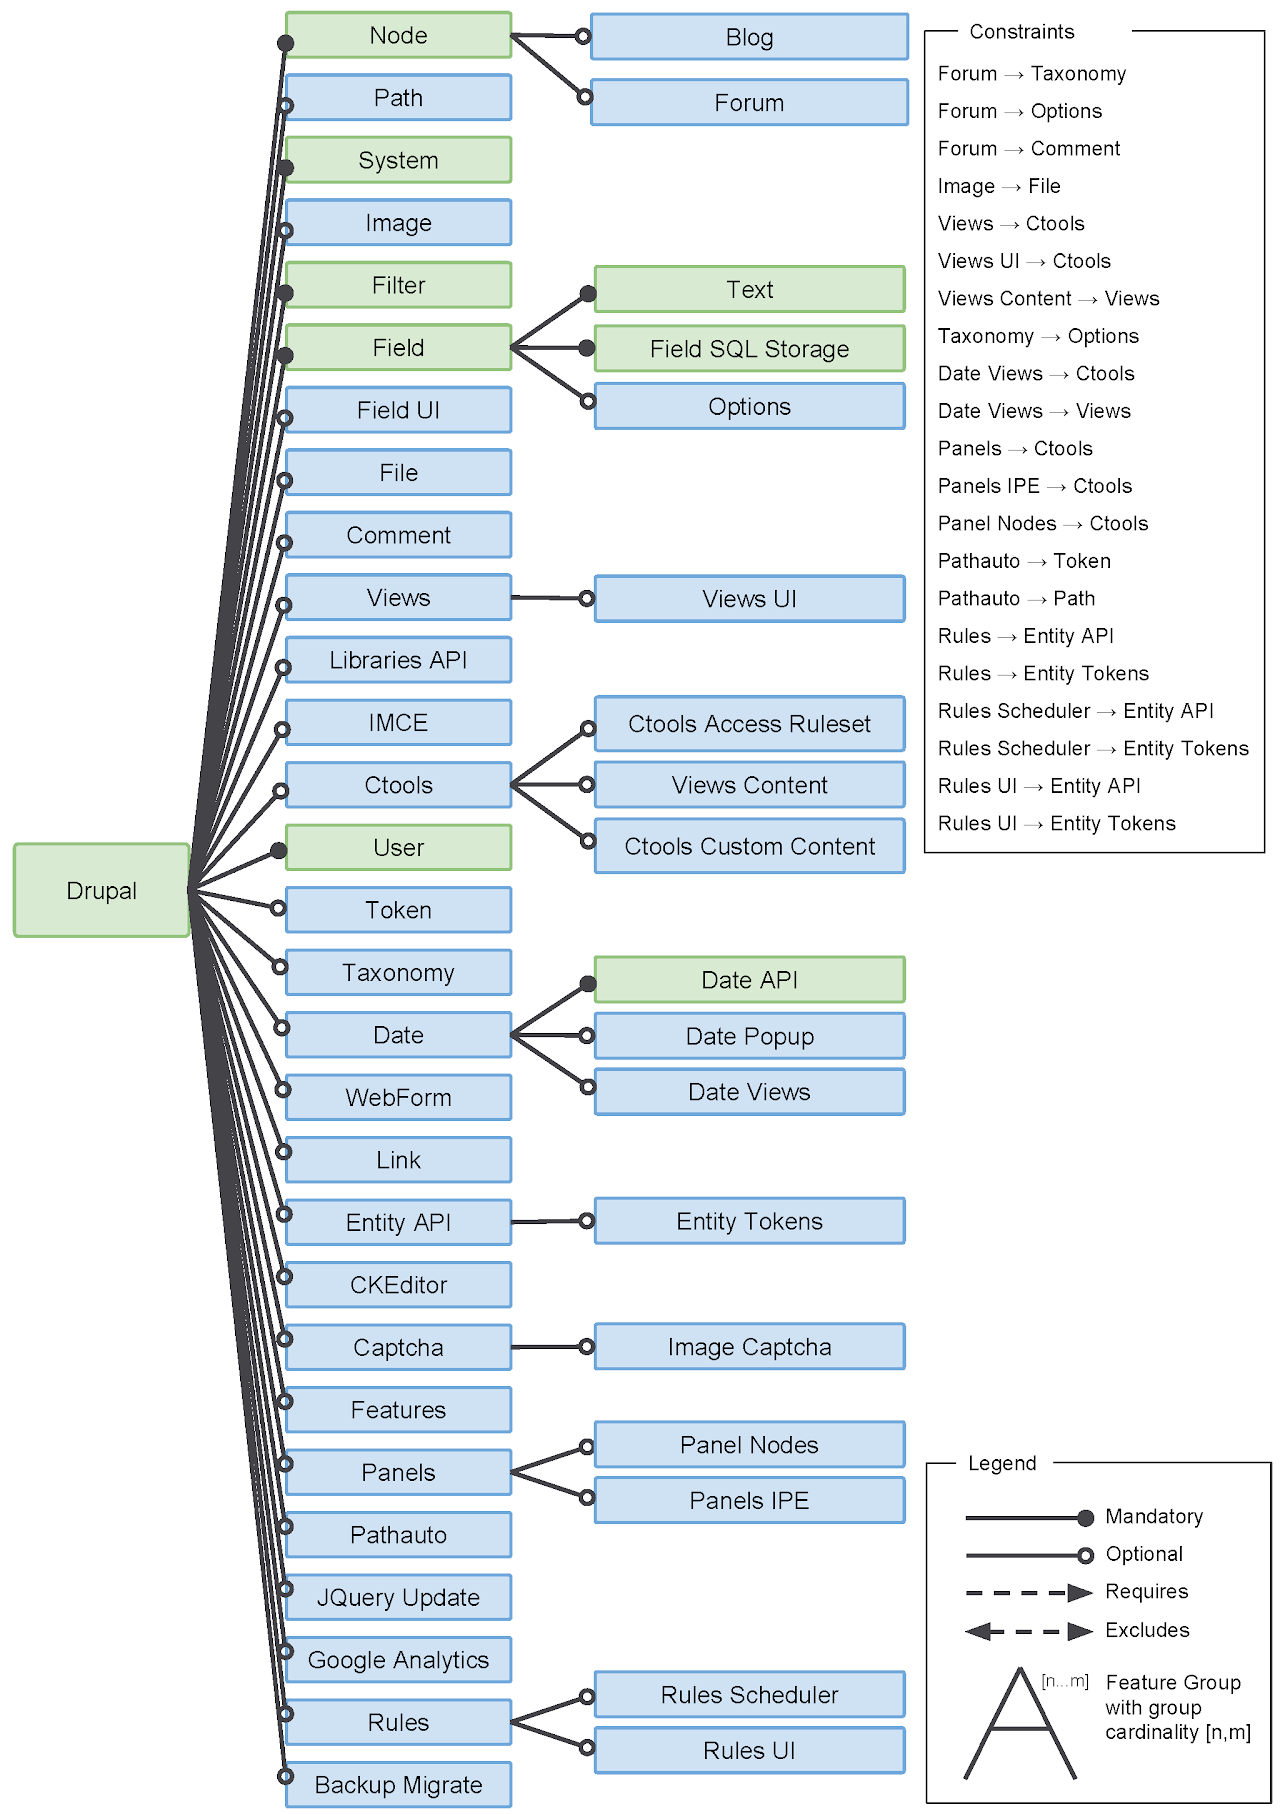 Drupal
Node
Blog
Forum
Path
System
Image
Filter
Field
Text
Field SQL Storage
Options
Field UI
File
Comment
Views
Views UI
Libraries API
IMCE
Ctools
Ctools Access Ruleset
Views Content
Ctools Custom Content
User
Token
Taxonomy
Date
Date API
Date Popup
Date Views
WebForm
Link
Entity API
Entity Tokens
CKEditor
Captcha
Image Captcha
Features
Panels
Panel Nodes
Panels IPE
Pathauto
JQuery Update
Google Analytics
Rules
Rules Scheduler
Rules UI
Backup Migrate
Constraints
Forum → Taxonomy
Forum → Options
Forum → Comment
Image → File
Views → Ctools
Views UI → Ctools
Views Content → Views
Taxonomy → Options
Date Views → Ctools
Date Views → Views
Panels → Ctools
Panels IPE → Ctools
Panel Nodes → Ctools
Pathauto → Token
Pathauto → Path
Rules → Entity API
Rules → Entity Tokens
Rules Scheduler → Entity API
Rules Scheduler → Entity Tokens
Rules UI → Entity API
Rules UI → Entity Tokens
Legend
Mandatory
Optional
Requires
Excludes
[n...m]
Feature Group
with group
cardinality [n,m]